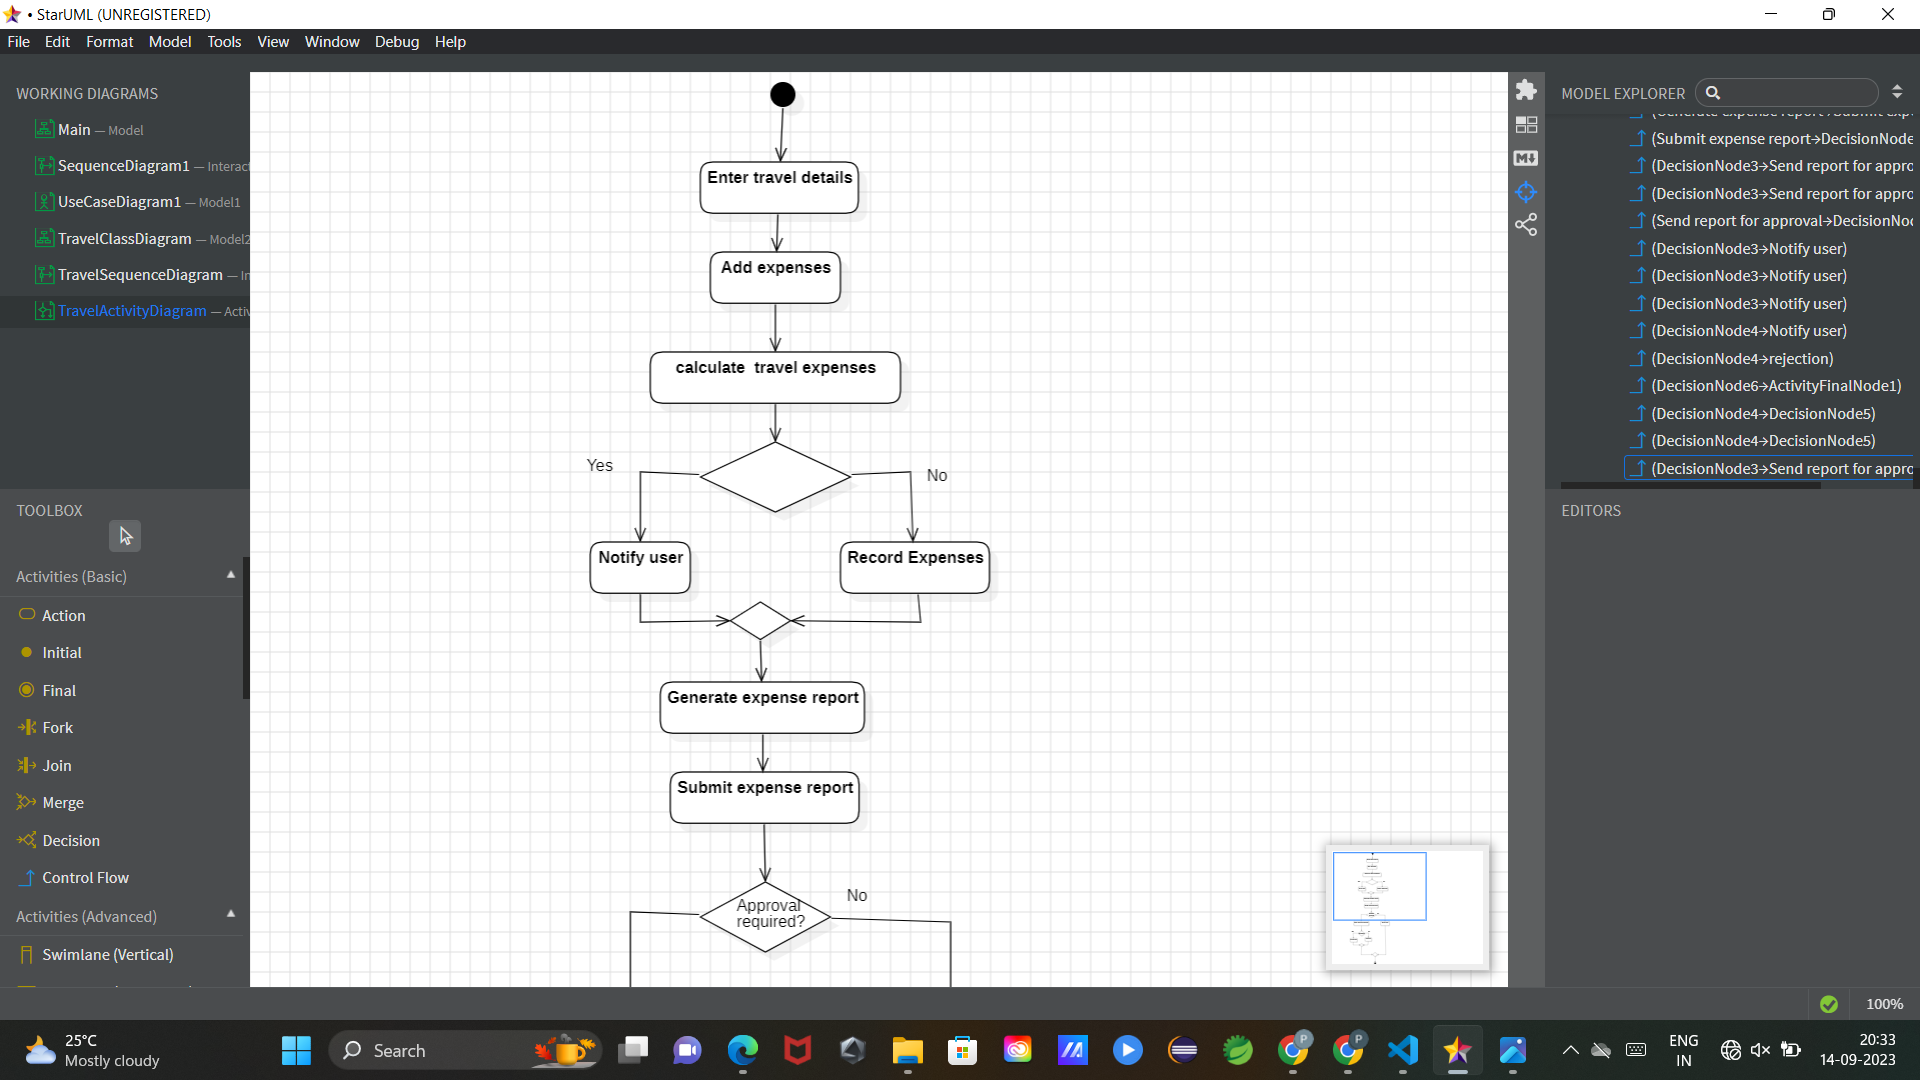 • StarUML (UNREGISTERED)
File Edit Format Model Tools View Window Debug Help
WORKING DIAGRAMS
Main — Model
SequenceDiagram1 — Interact
UseCaseDiagram1 — Model1
TravelClassDiagram — Model2
TravelSequenceDiagram — In
TravelActivityDiagram — Activ
TOOLBOX
Activities (Basic)
Action
Initial
Final
Fork
Join
Merge
Decision
Control Flow
Activities (Advanced)
Swimlane (Vertical)
Enter travel details
Add expenses
calculate  travel expenses
Yes
No
Notify user
Record Expenses
Generate expense report
Submit expense report
Approval
required?
No
MODEL EXPLORER
(Submit expense report→DecisionNode
(DecisionNode3→Send report for appro
(DecisionNode3→Send report for appro
(Send report for approval→DecisionNo
(DecisionNode3→Notify user)
(DecisionNode3→Notify user)
(DecisionNode3→Notify user)
(DecisionNode4→Notify user)
(DecisionNode4→rejection)
(DecisionNode6→ActivityFinalNode1)
(DecisionNode4→DecisionNode5)
(DecisionNode4→DecisionNode5)
(DecisionNode3→Send report for appro
EDITORS
100%
25°C
Mostly cloudy
Search
ENG
IN
20:33
14-09-2023